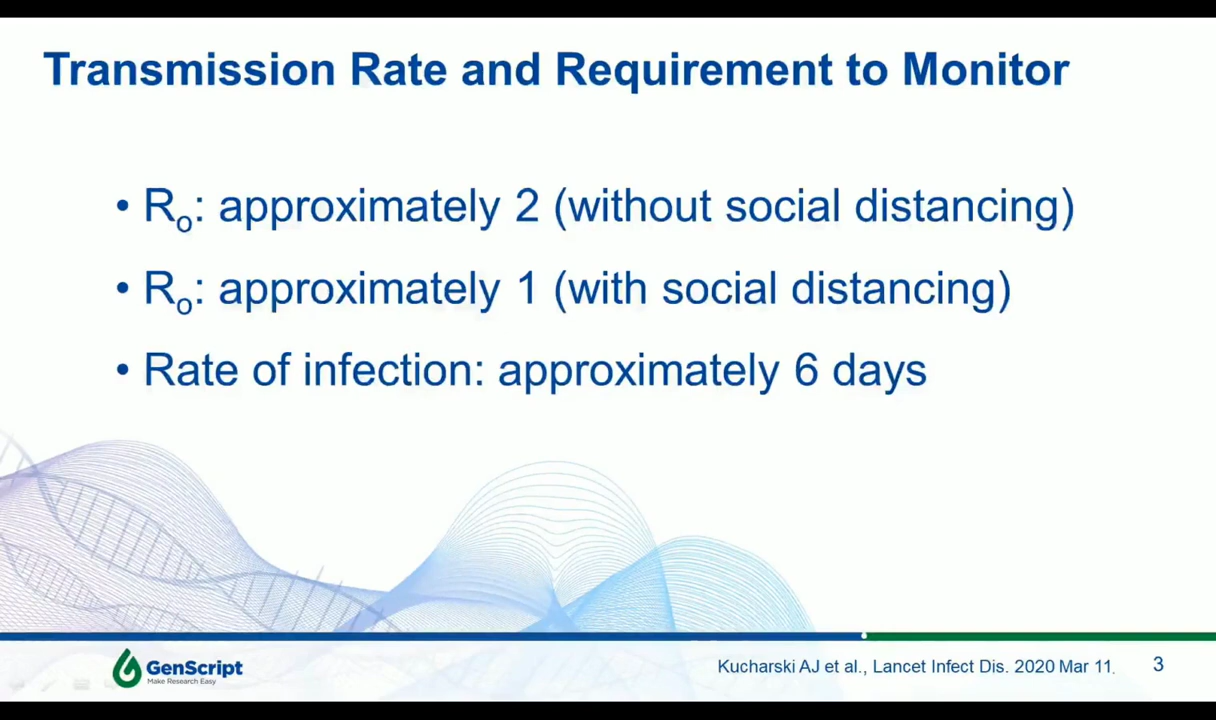 Transmission Rate and Requirement to Monitor
• Ro: approximately 2 (without social distancing)
• Ro: approximately 1 (with social distancing)
• Rate of infection: approximately 6 days
GenScript
Make Research Easy
Kucharski AJ et al., Lancet Infect Dis. 2020 Mar 11.
3